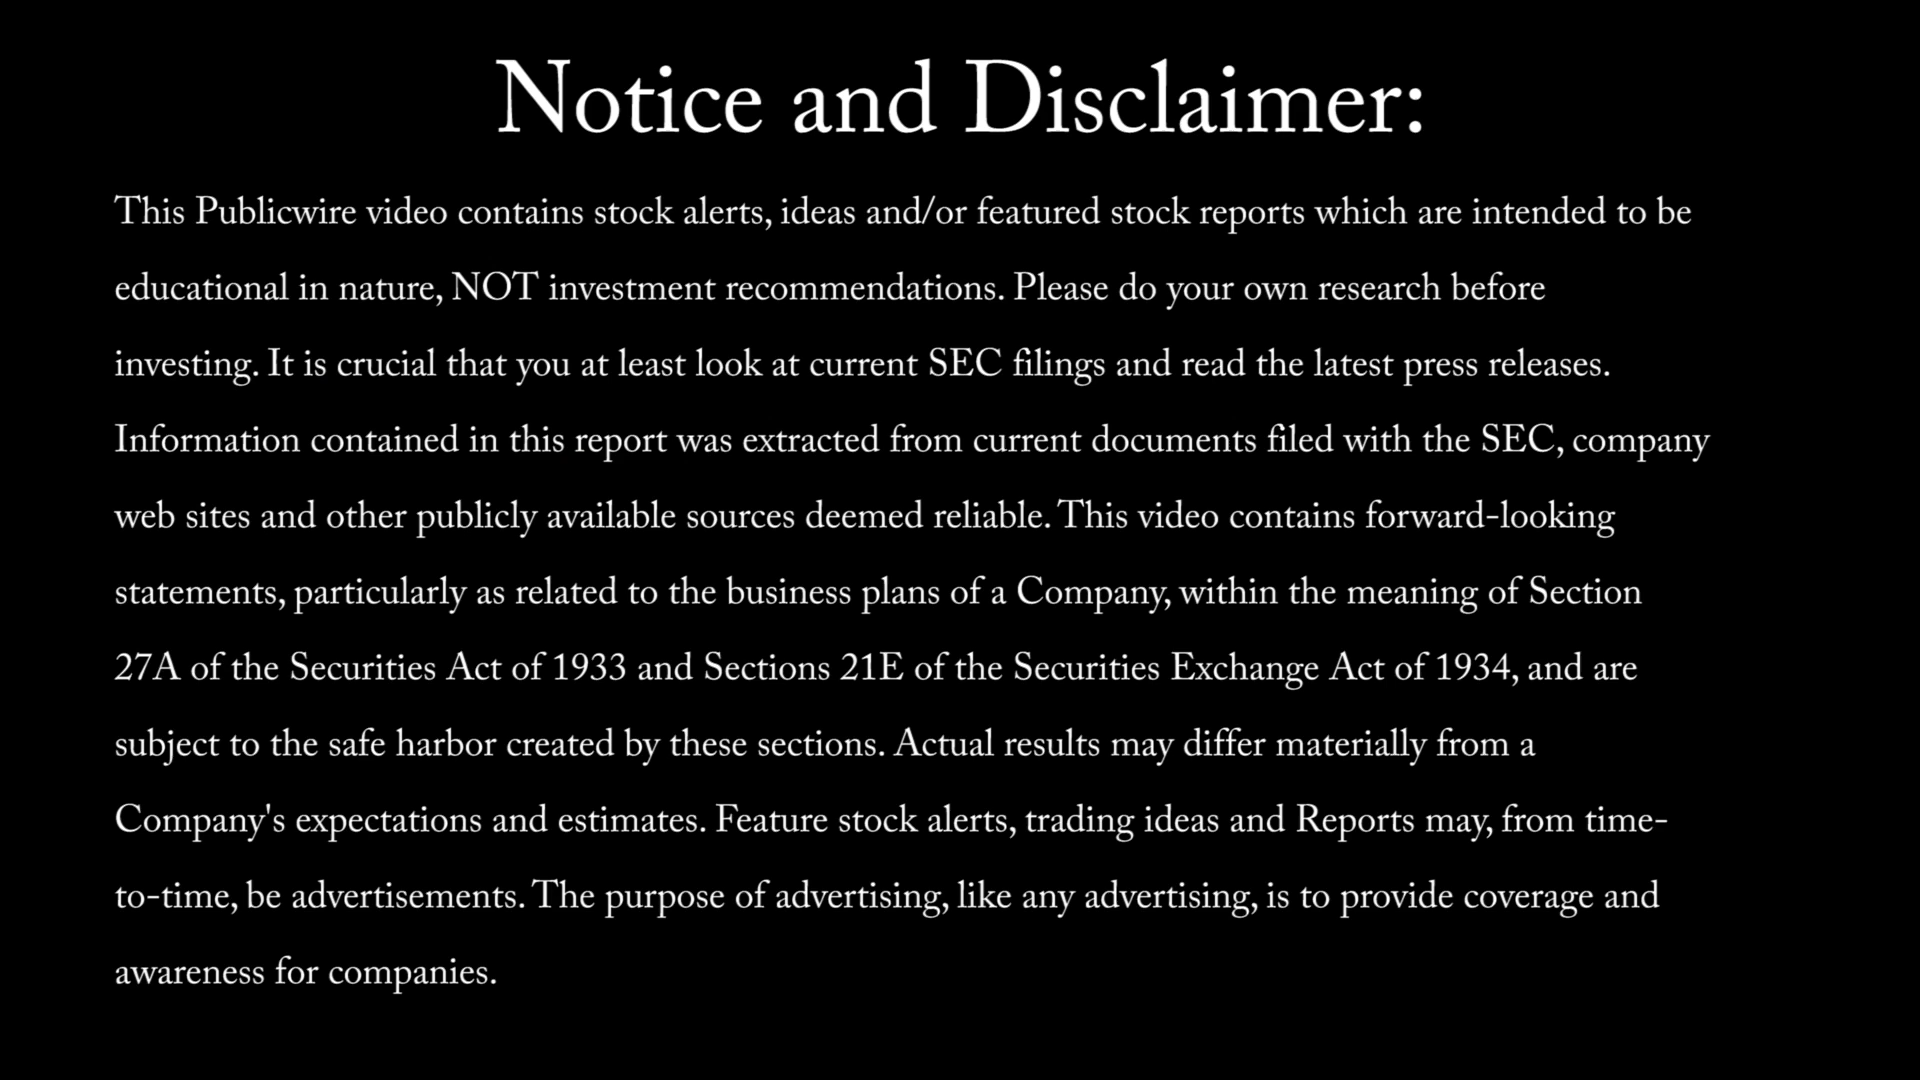 Notice and Disclaimer:
This Publicwire video contains stock alerts, ideas and/or featured stock reports which are intended to be
educational in nature, NOT investment recommendations. Please do your own research before
investing. It is crucial that you at least look at current SEC filings and read the latest press releases.
Information contained in this report was extracted from current documents filed with the SEC, company
web sites and other publicly available sources deemed reliable. This video contains forward-looking
statements, particularly as related to the business plans of a Company, within the meaning of Section
27A of the Securities Act of 1933 and Sections 21E of the Securities Exchange Act of 1934, and are
subject to the safe harbor created by these sections. Actual results may differ materially from a
Company's expectations and estimates. Feature stock alerts, trading ideas and Reports may, from time-
to-time, be advertisements. The purpose of advertising, like any advertising, is to provide coverage and
awareness for companies.